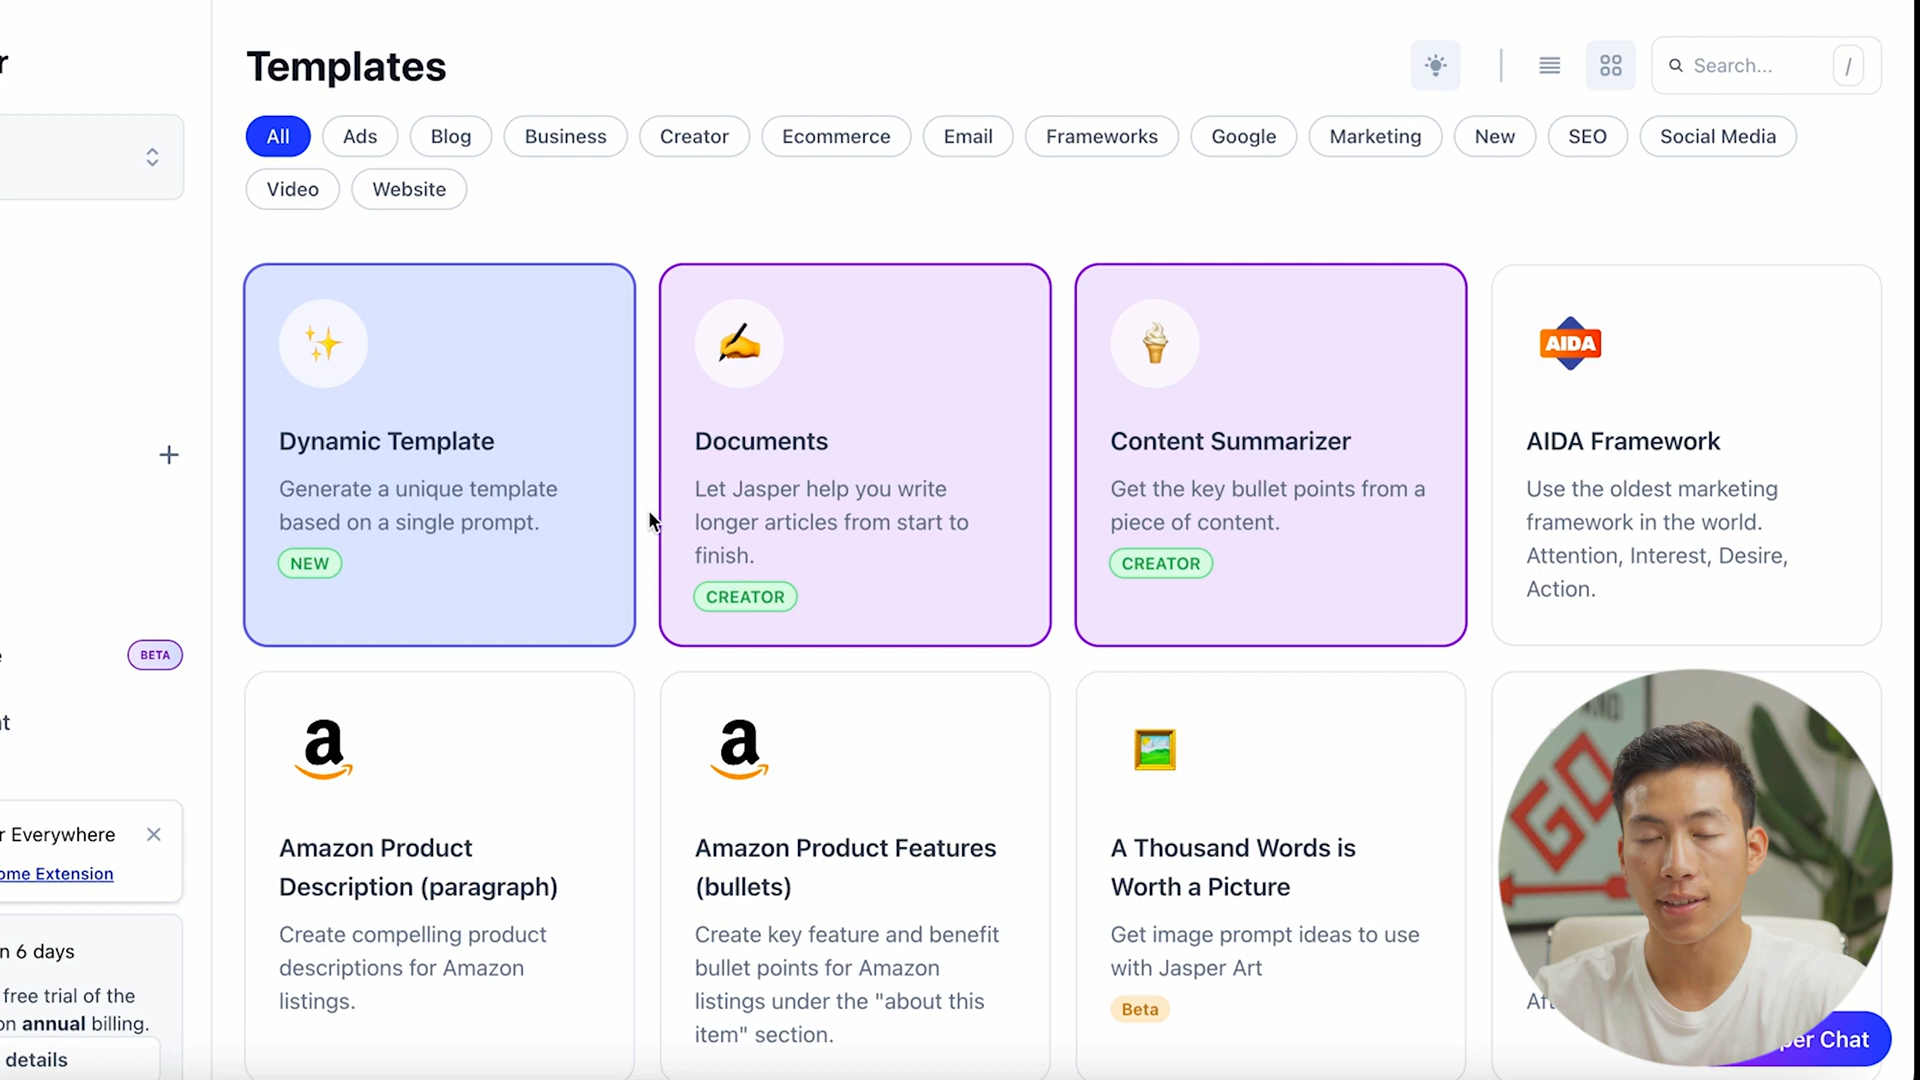 r
Templates
Search... /
All Ads Blog Business Creator Ecommerce Email Frameworks Google Marketing New SEO Social Media
Video Website
Dynamic Template
Generate a unique template
based on a single prompt.
NEW
Documents
Let Jasper help you write
longer articles from start to
finish.
CREATOR
Content Summarizer
Get the key bullet points from a
piece of content.
CREATOR
AIDA
AIDA Framework
Use the oldest marketing
framework in the world.
Attention, Interest, Desire,
Action.
BETA
r Everywhere
ome Extension
n 6 days
free trial of the
on annual billing.
details
a
Amazon Product
Description (paragraph)
Create compelling product
descriptions for Amazon
listings.
a
Amazon Product Features
(bullets)
Create key feature and benefit
bullet points for Amazon
listings under the "about this
item" section.
A Thousand Words is
Worth a Picture
Get image prompt ideas to use
with Jasper Art
Beta
GO
per Chat